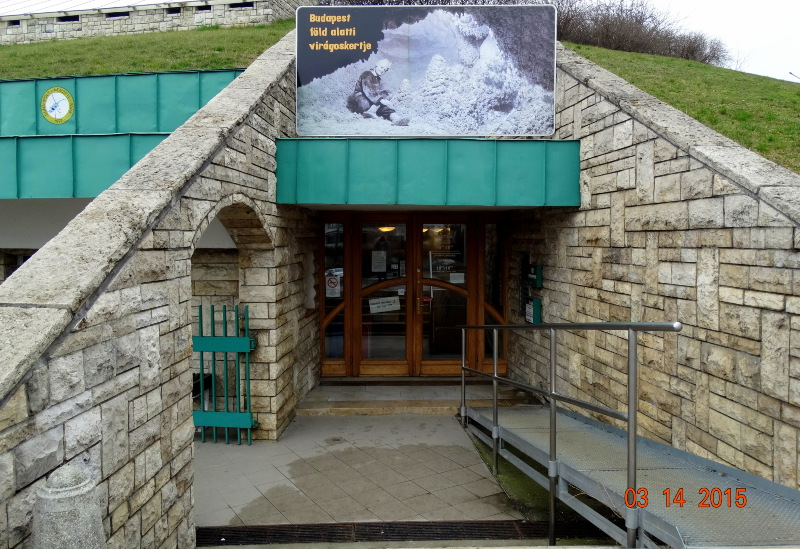 Budapest
föld alatti
virágoskertje
03 14 2015